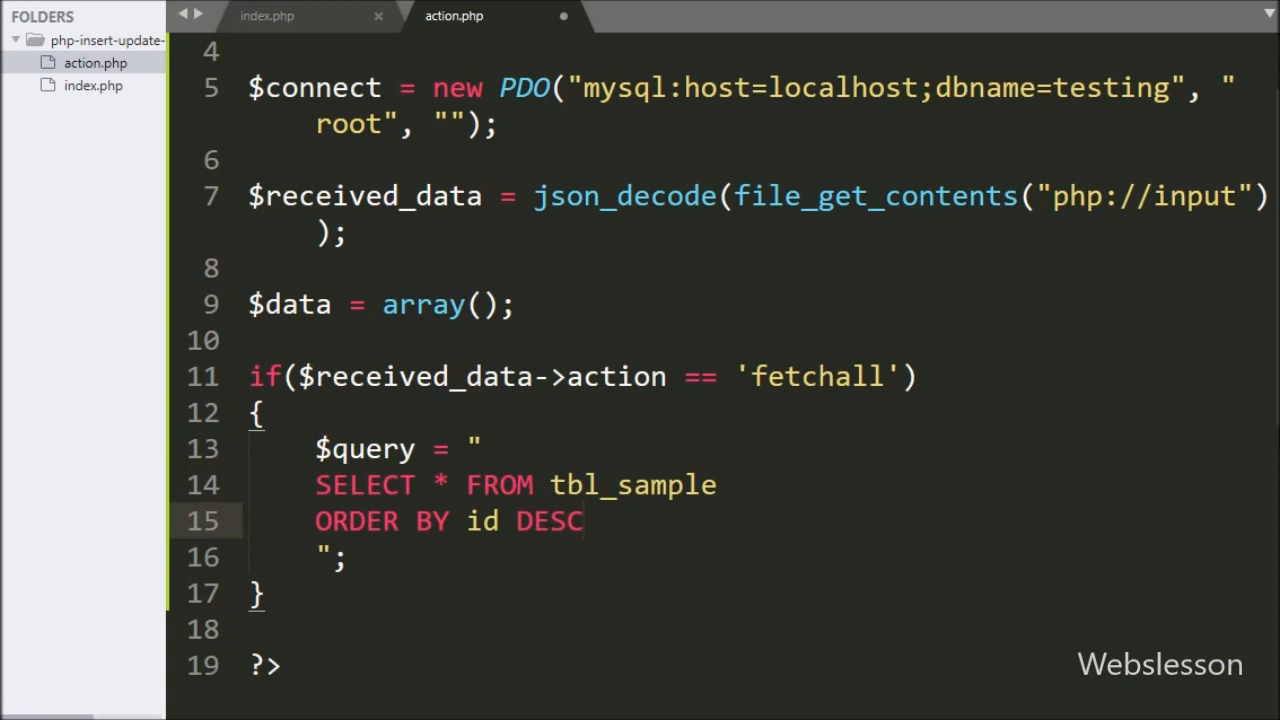 FOLDERS
php-insert-update-
action.php
index.php
index.php
action.php
4
5 $connect = new PDO("mysql:host=localhost;dbname=testing", "
root", "");
6
7 $received_data = json_decode(file_get_contents("php://input")
);
8
9 $data = array();
10
11 if($received_data->action == 'fetchall')
12 {
13 $query = "
14 SELECT * FROM tbl_sample
15 ORDER BY id DESC
16 ";
17 }
18
19 ?>
Webslesson